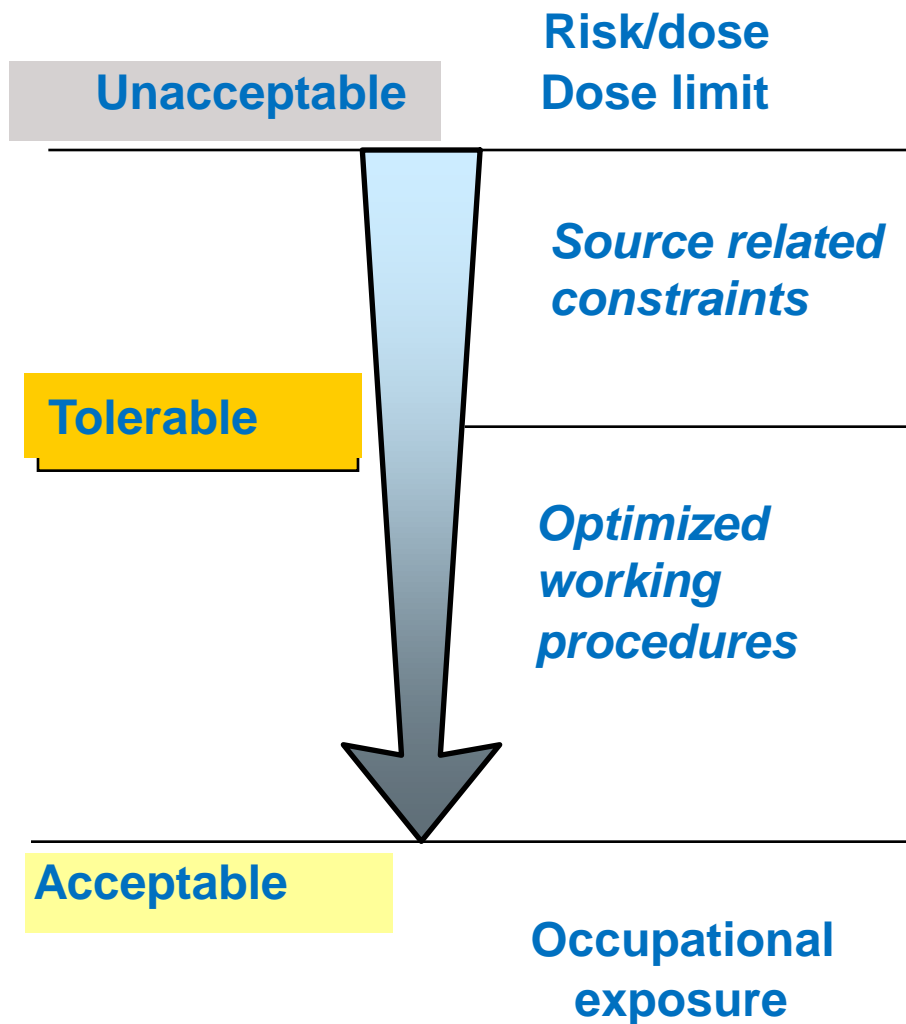 Risk/dose
Unacceptable
Dose limit
Source related
constraints
Tolerable
Optimized
working
procedures
Acceptable
Occupational
exposure